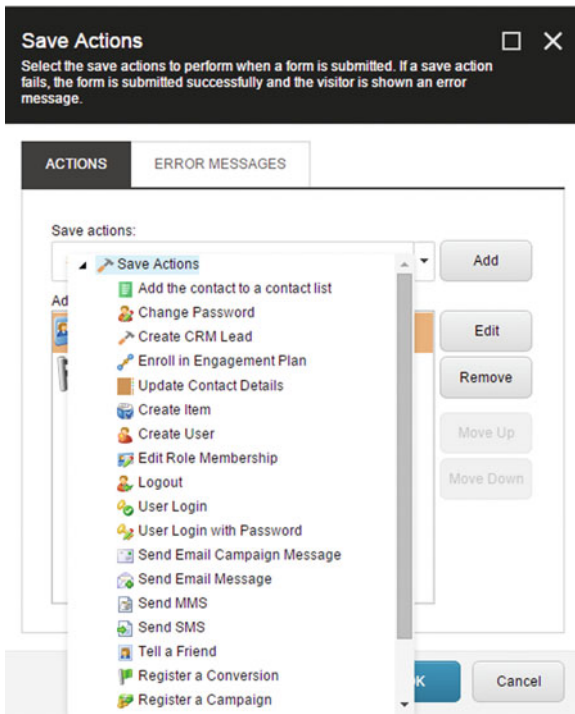 Save Actions
Select the save actions to perform when a form is submitted. If a save action
fails, the form is submitted successfully and the visitor is shown an error
message.
ACTIONS
ERROR MESSAGES
Save actions:
Add
Save Actions
Add the contact to a contact list
Ad
Change Password
Edit
Create CRM Lead
Enroll in Engagement Plan
Remove
Update Contact Details
Create Item
Create User
Move Up
Edit Role Membership
Logout
Move Down
User Login
User Login with Password
Send Email Campaign Message
Send Email Message
Send MMS
Send SMS
Tell a Friend
Register a Conversion
K
Cancel
Register a Campaign